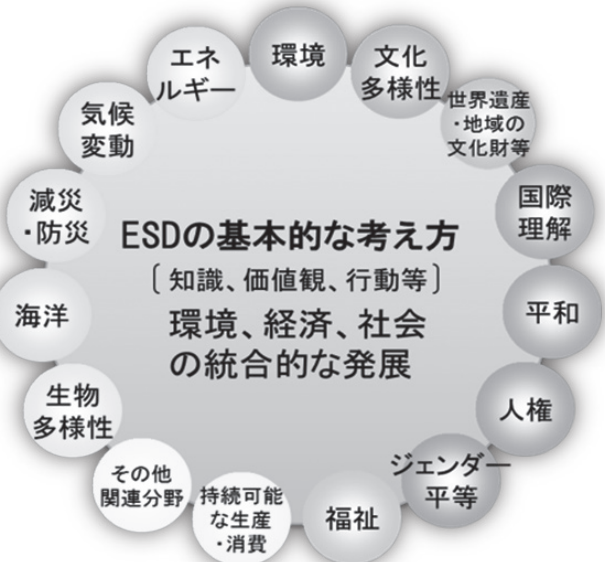 環境
文化
多様性
世界遺産
・地域の
文化財等
国際
理解
平和
人権
ジェンダー
平等
福祉
持続可能
な生産
・消費
その他
関連分野
生物
多様性
海洋
減災
・防災
気候
変動
エネ
ルギー
ESDの基本的な考え方
[知識、価値観、行動等]
環境、経済、社会
の統合的な発展